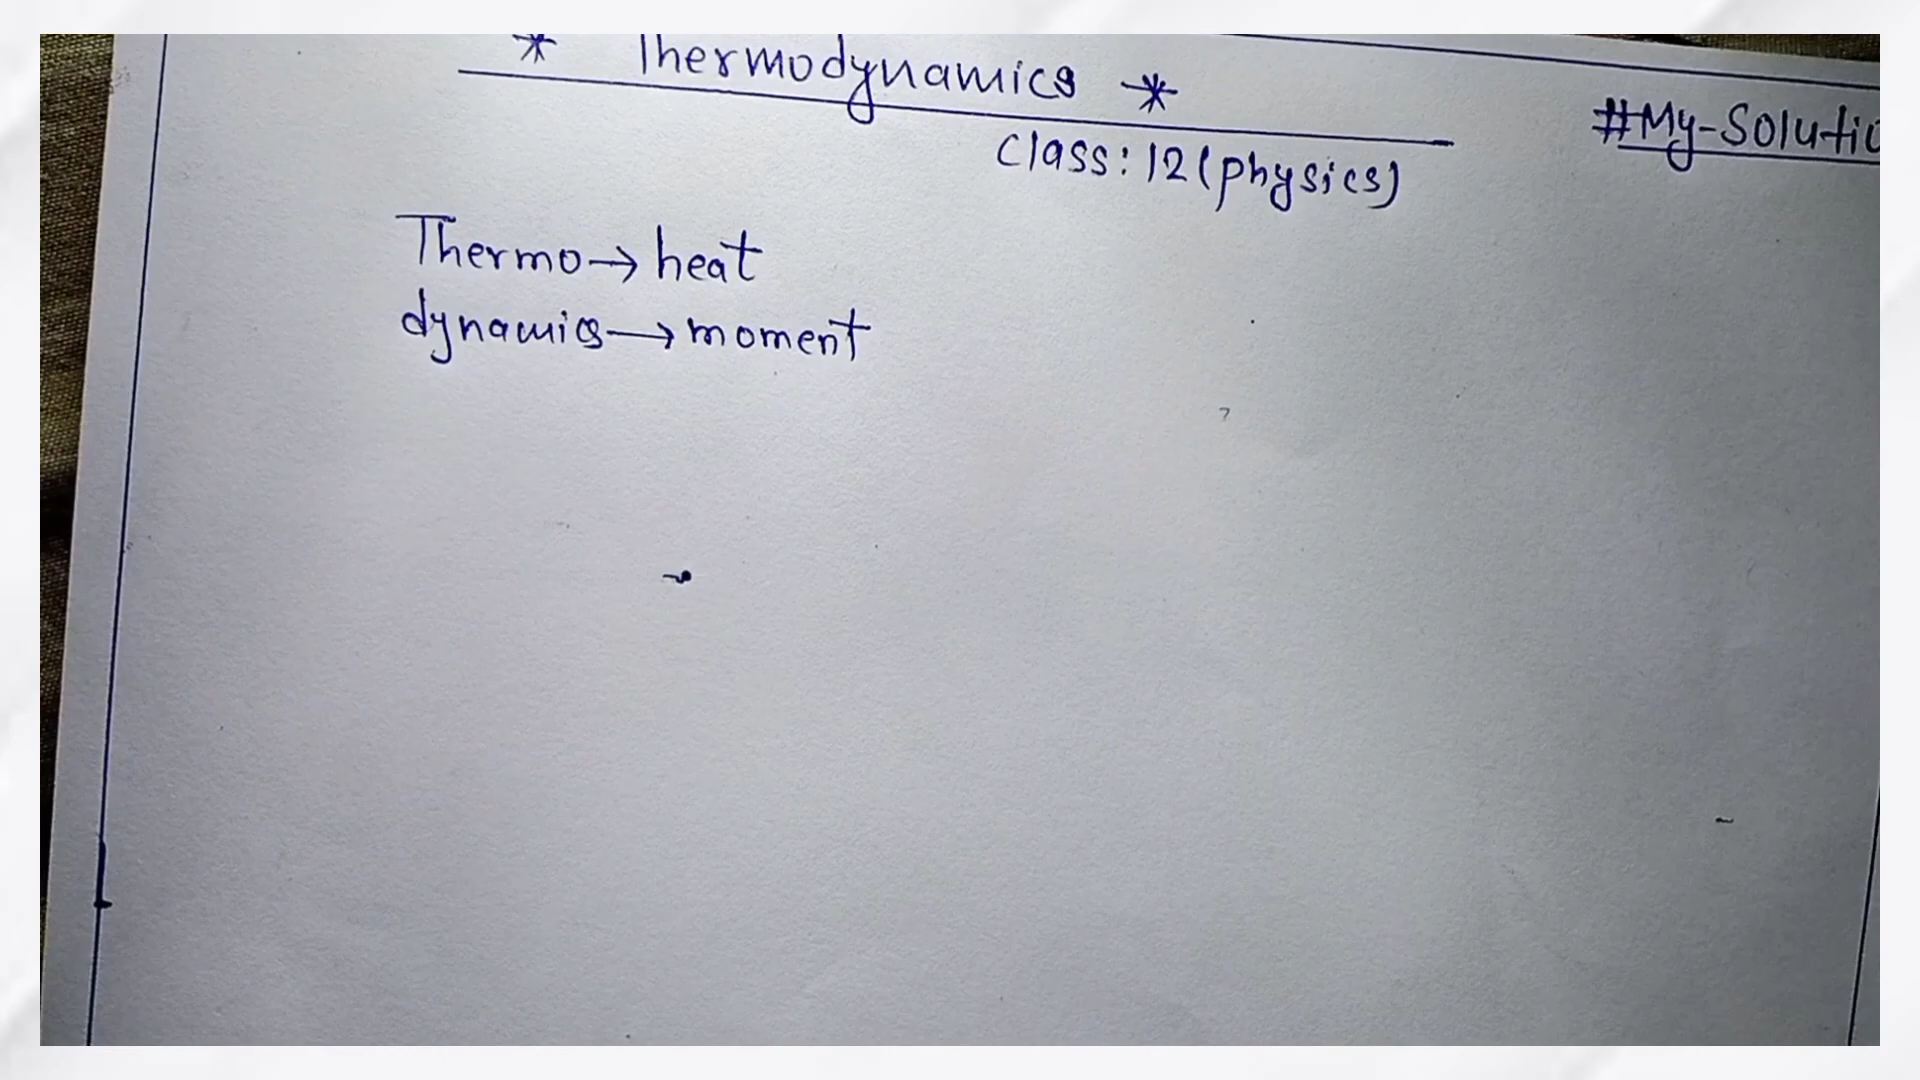 * Thermodynamics *
#My-Solutio
class: 12 (physics)
Thermo → heat
dynamics → moment